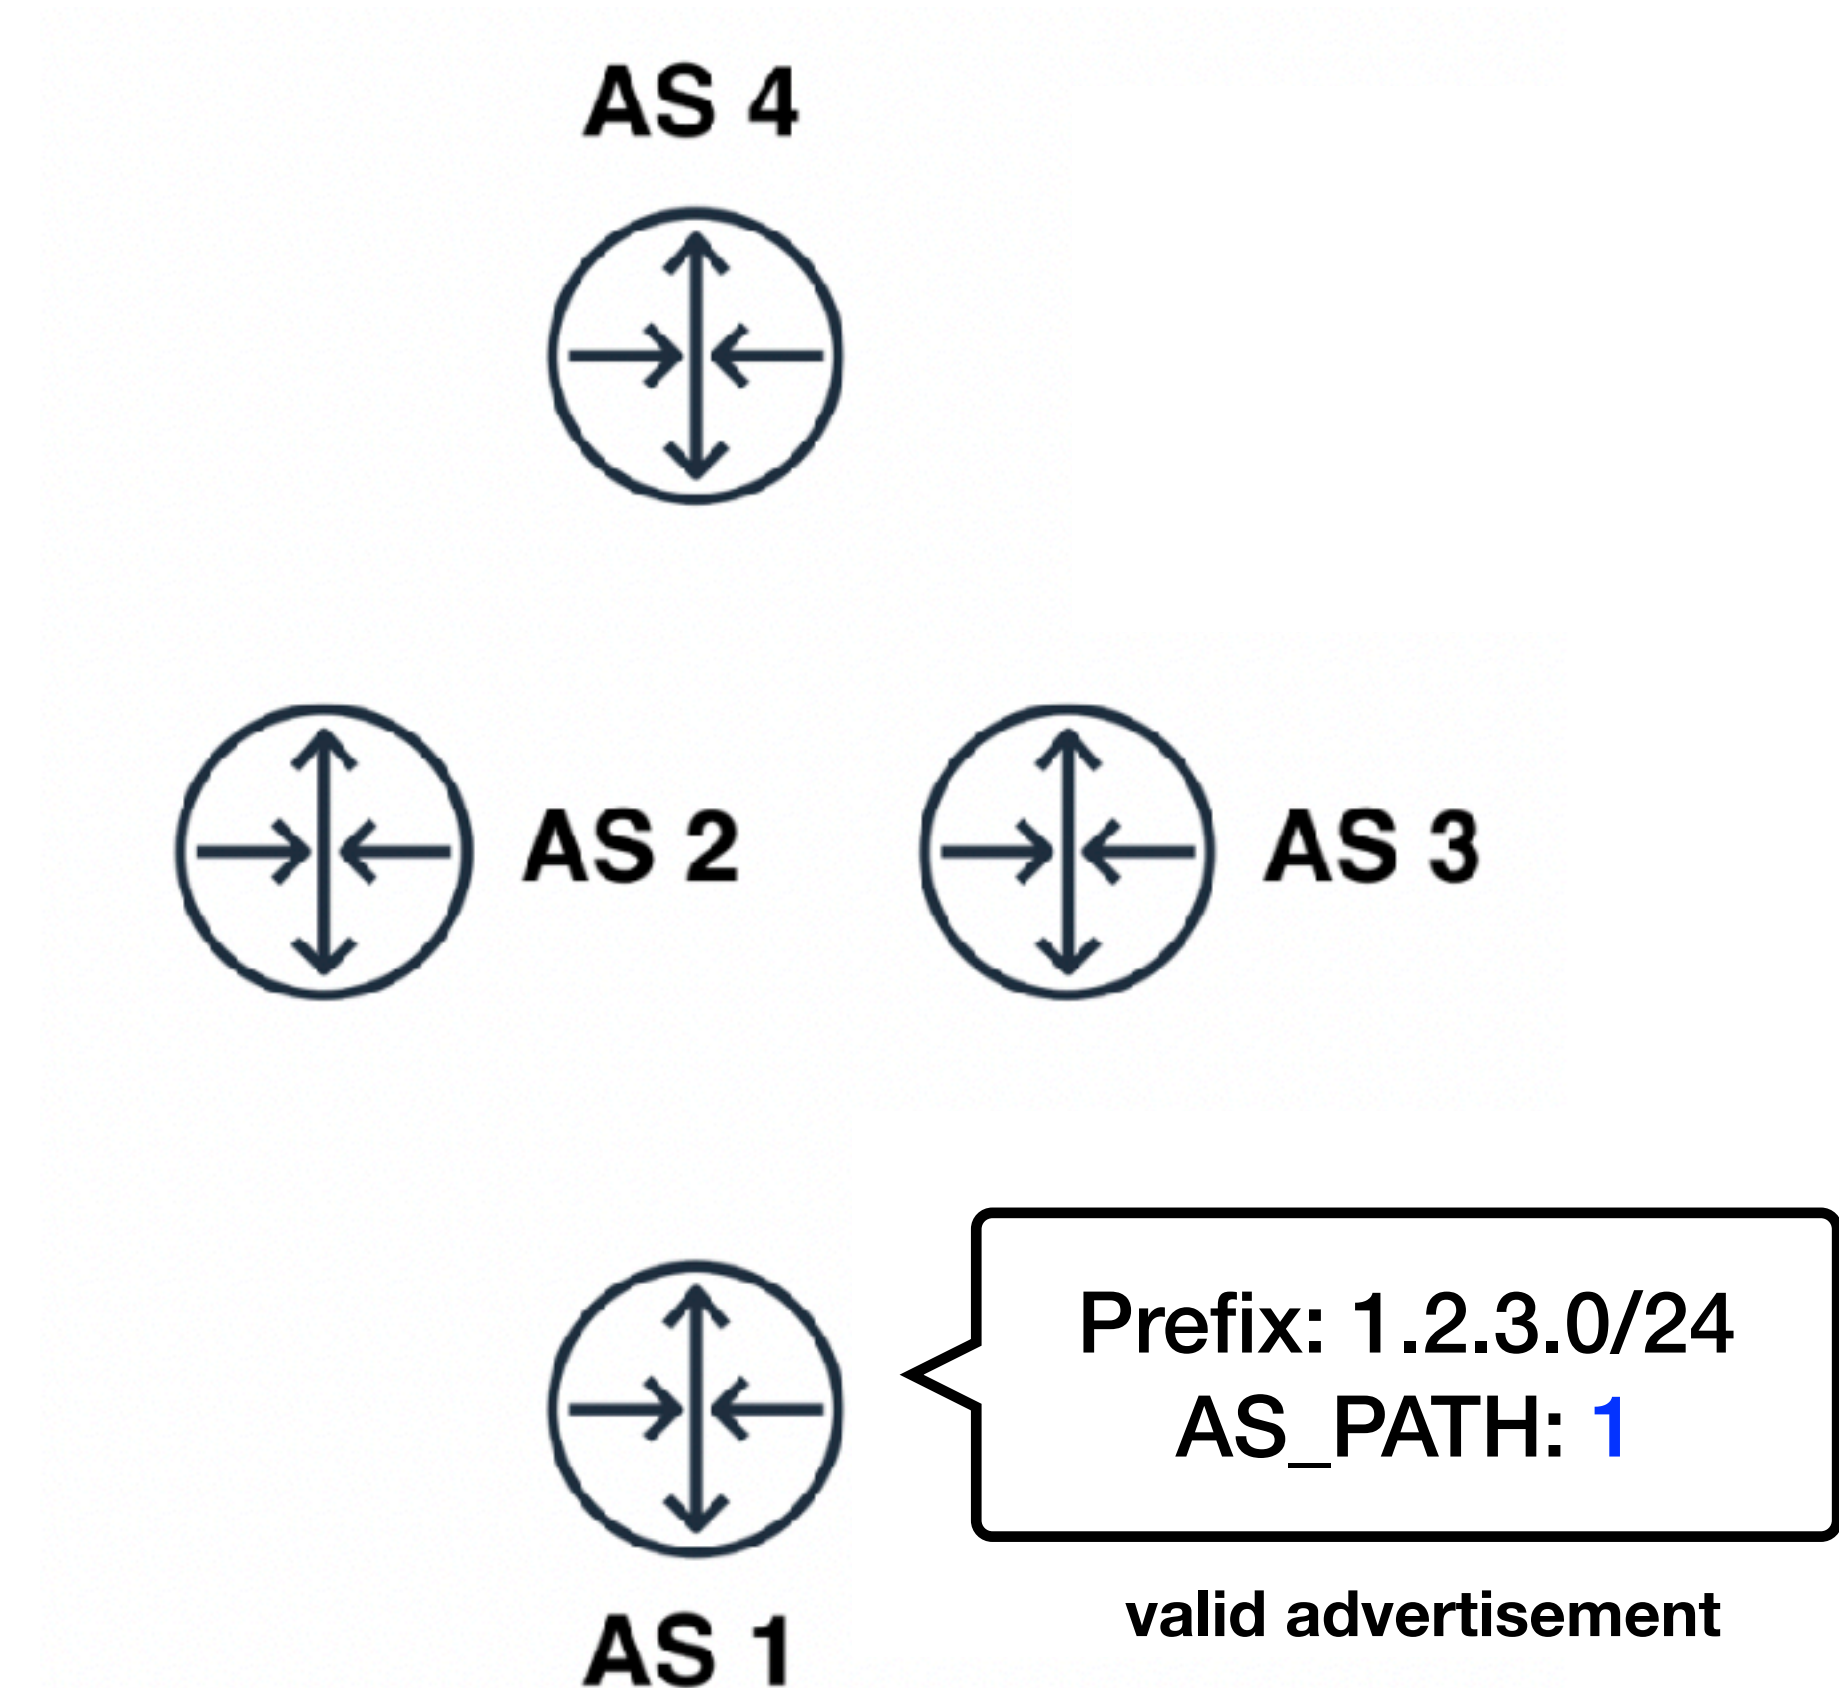 AS 4
AS 2
AS 3
Prefix: 1.2.3.0/24
AS_PATH: 1
valid advertisement
AS 1